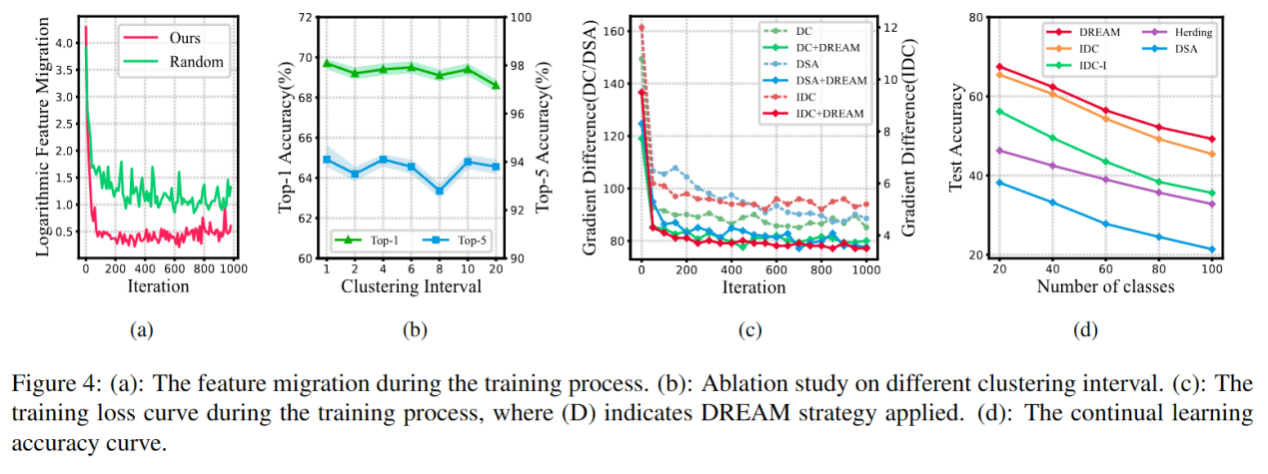 Logarithmic Feature Migration
4.0
3.5
3.0
2.5
2.0
1.5
1.0
0.5
Ours
Random
0 200 400 600 800 1000
Iteration
(a)
Top-1 Accuracy(%)
72
70
68
66
64
62
60
Top-1 Top-5
1 2 4 6 8 10 20
Clustering Interval
100
98
96
94
92
90
Top-5 Accuracy(%)
(b)
Gradient Difference(DC/DSA)
160
140
120
100
80
DC
DC+DREAM
DSA
DSA+DREAM
IDC
IDC+DREAM
0 200 400 600 800 1000
Iteration
12
10
8
6
4
Gradient Difference(IDC)
(c)
Test Accuracy
80
60
40
20
DREAM Herding
IDC DSA
IDC-I
20 40 60 80 100
Number of classes
(d)
Figure 4: (a): The feature migration during the training process. (b): Ablation study on different clustering interval. (c): The
training loss curve during the training process, where (D) indicates DREAM strategy applied. (d): The continual learning
accuracy curve.